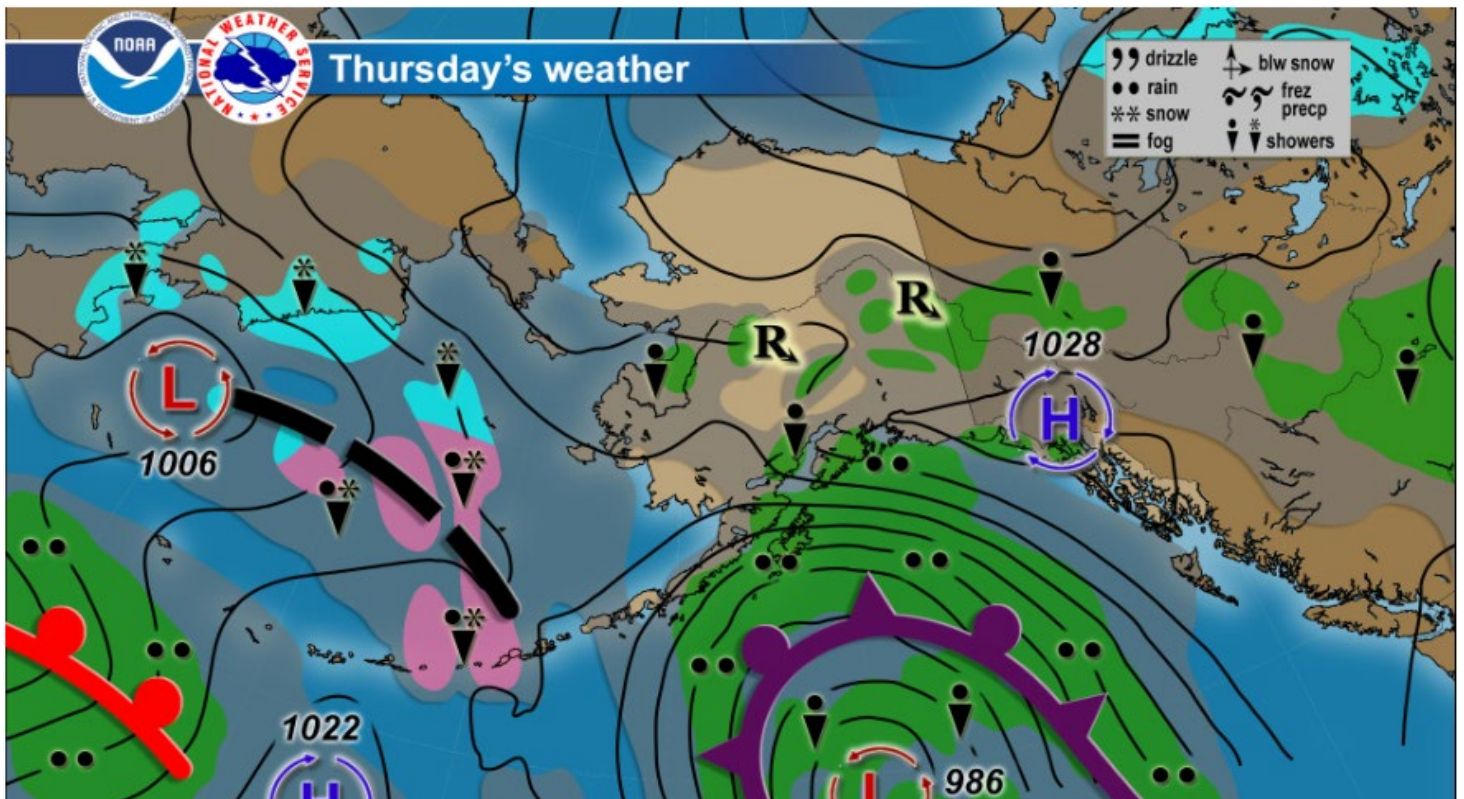 NOAA
NATIONAL WEATHER SERVICE
Thursday's weather
drizzle
rain
snow
fog
blw snow
frez
precp
showers
R
R
1028
H
L
1006
1022
H
L
986